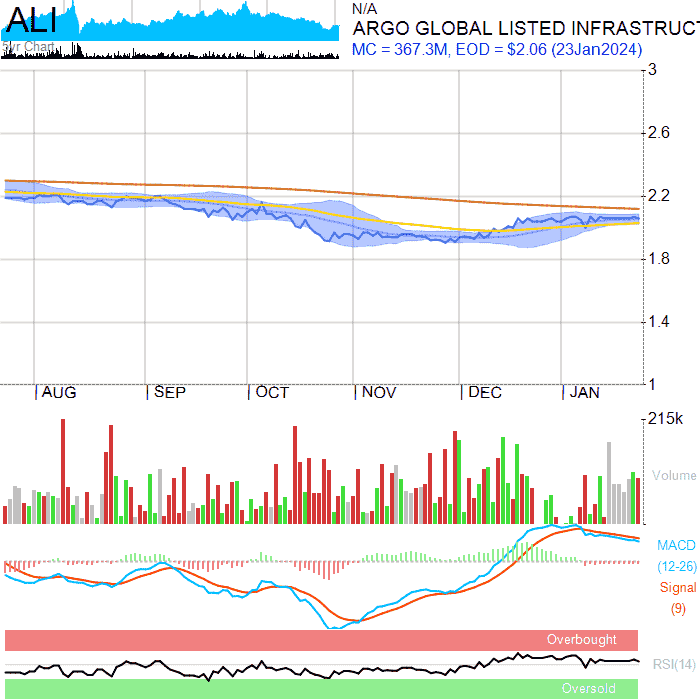 ALI
5yr Chart
N/A
ARGO GLOBAL LISTED INFRASTRUCT
MC = 367.3M, EOD = $2.06 (23Jan2024)
3
2.6
2.2
1.8
1.4
1
AUG SEP OCT NOV DEC JAN
215k
Volume
MACD
(12-26)
Signal
(9)
Overbought
RSI(14)
Oversold